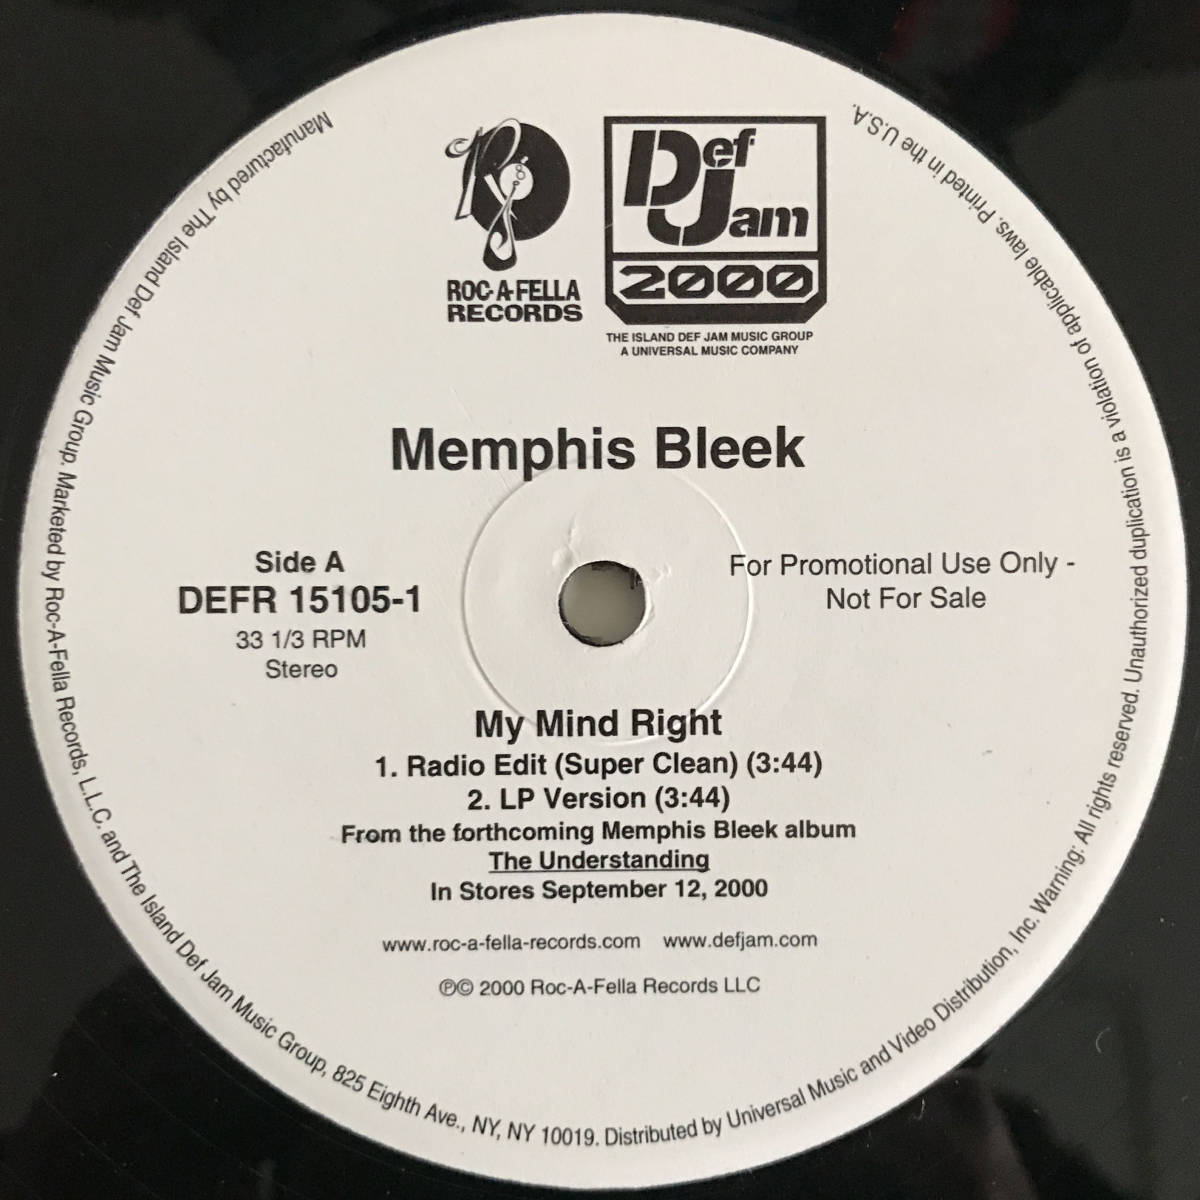 ROC-A-FELLA
RECORDS
Def
Jam
2000
THE ISLAND DEF JAM MUSIC GROUP
A UNIVERSAL MUSIC COMPANY
Memphis Bleek
Side A
DEFR 15105-1
33 1/3 RPM
Stereo
For Promotional Use Only -
Not For Sale
My Mind Right
1. Radio Edit (Super Clean) (3:44)
2. LP Version (3:44)
From the forthcoming Memphis Bleek album
The Understanding
In Stores September 12, 2000
www.roc-a-fella-records.com www.defjam.com
℗© 2000 Roc-A-Fella Records LLC
Manufactured by The Island Def Jam Music Group. Marketed by Roc-A-Fella Records, L.L.C. and The Island Def Jam Music Group, 825 Eighth Ave., NY, NY 10019. Distributed by Universal Music and Video Distribution, Inc. Warning: All rights reserved. Unauthorized duplication is a violation of applicable laws. Printed in the U.S.A.